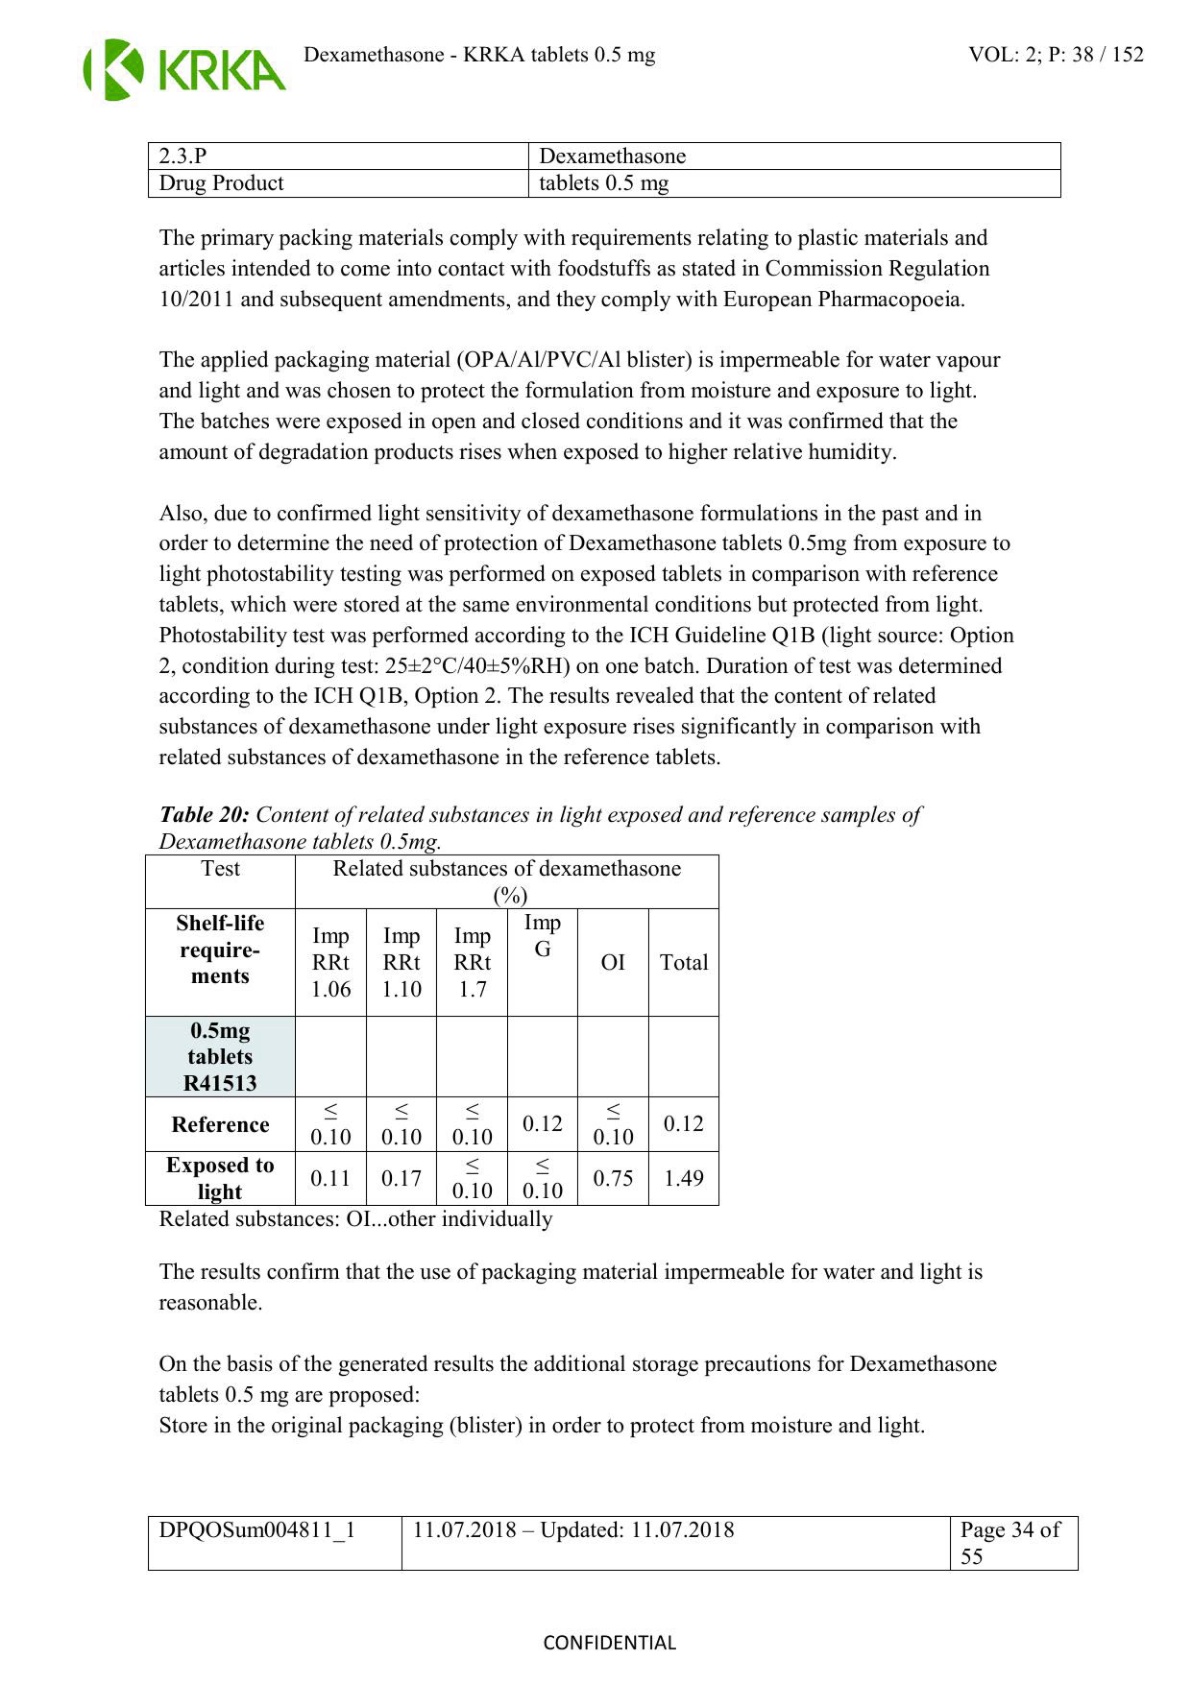 KRKA
Dexamethasone - KRKA tablets 0.5 mg
VOL: 2; P: 38 / 152
2.3.P
Dexamethasone
Drug Product
tablets 0.5 mg
The primary packing materials comply with requirements relating to plastic materials and
articles intended to come into contact with foodstuffs as stated in Commission Regulation
10/2011 and subsequent amendments, and they comply with European Pharmacopoeia.
The applied packaging material (OPA/Al/PVC/Al blister) is impermeable for water vapour
and light and was chosen to protect the formulation from moisture and exposure to light.
The batches were exposed in open and closed conditions and it was confirmed that the
amount of degradation products rises when exposed to higher relative humidity.
Also, due to confirmed light sensitivity of dexamethasone formulations in the past and in
order to determine the need of protection of Dexamethasone tablets 0.5mg from exposure to
light photostability testing was performed on exposed tablets in comparison with reference
tablets, which were stored at the same environmental conditions but protected from light.
Photostability test was performed according to the ICH Guideline Q1B (light source: Option
2, condition during test: 25±2°C/40±5%RH) on one batch. Duration of test was determined
according to the ICH Q1B, Option 2. The results revealed that the content of related
substances of dexamethasone under light exposure rises significantly in comparison with
related substances of dexamethasone in the reference tablets.
Table 20: Content of related substances in light exposed and reference samples of
Dexamethasone tablets 0.5mg.
Test
Related substances of dexamethasone
(%)
Shelf-life
require-
ments
Imp
RRt
1.06
Imp
RRt
1.10
Imp
RRt
1.7
Imp
G
OI
Total
0.5mg
tablets
R41513
Reference
≤
0.10
≤
0.10
≤
0.10
0.12
≤
0.10
0.12
Exposed to
light
0.11
0.17
≤
0.10
≤
0.10
0.75
1.49
Related substances: OI...other individually
The results confirm that the use of packaging material impermeable for water and light is
reasonable.
On the basis of the generated results the additional storage precautions for Dexamethasone
tablets 0.5 mg are proposed:
Store in the original packaging (blister) in order to protect from moisture and light.
DPQOSum004811_1
11.07.2018 – Updated: 11.07.2018
Page 34 of
55
CONFIDENTIAL